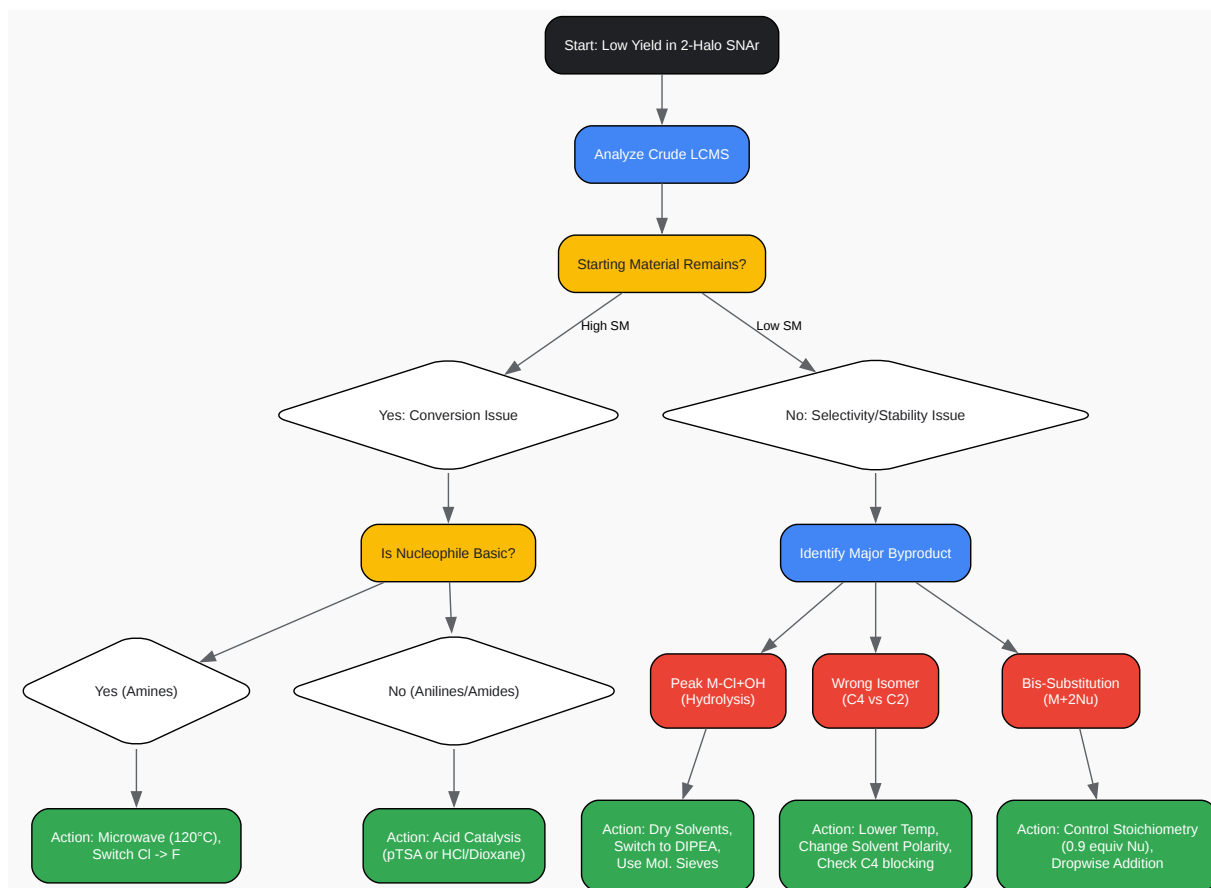 Start: Low Yield in 2-Halo SNAr
Analyze Crude LCMS
Starting Material Remains?
High SM
Low SM
Yes: Conversion Issue
No: Selectivity/Stability Issue
Is Nucleophile Basic?
Identify Major Byproduct
Yes (Amines)
No (Anilines/Amides)
Peak M-Cl+OH
(Hydrolysis)
Wrong Isomer
(C4 vs C2)
Bis-Substitution
(M+2Nu)
Action: Microwave (120°C),
Switch Cl -> F
Action: Acid Catalysis
(pTSA or HCl/Dioxane)
Action: Dry Solvents,
Switch to DIPEA,
Use Mol. Sieves
Action: Lower Temp,
Change Solvent Polarity,
Check C4 blocking
Action: Control Stoichiometry
(0.9 equiv Nu),
Dropwise Addition